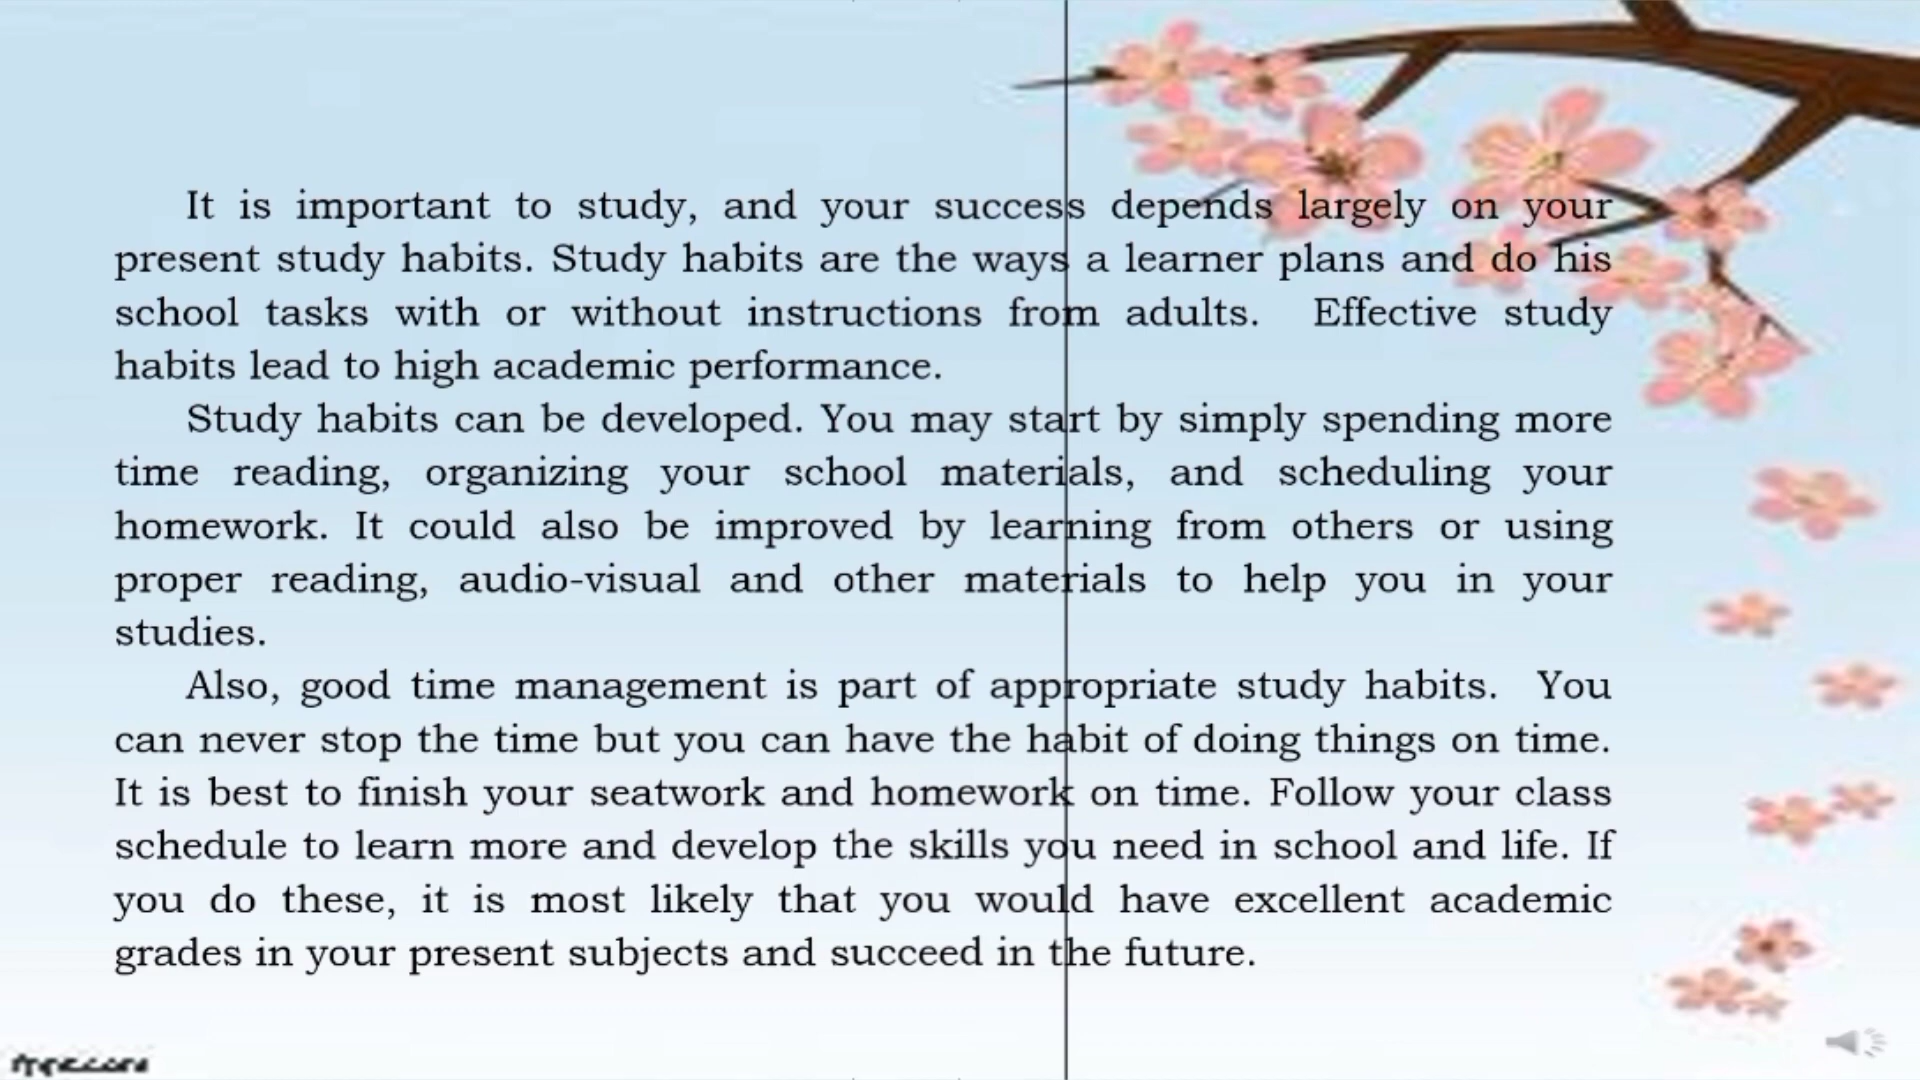 It is important to study, and your success depends largely on your
present study habits. Study habits are the ways a learner plans and do his
school tasks with or without instructions from adults. Effective study
habits lead to high academic performance.
Study habits can be developed. You may start by simply spending more
time reading, organizing your school materials, and scheduling your
homework. It could also be improved by learning from others or using
proper reading, audio-visual and other materials to help you in your
studies.
Also, good time management is part of appropriate study habits. You
can never stop the time but you can have the habit of doing things on time.
It is best to finish your seatwork and homework on time. Follow your class
schedule to learn more and develop the skills you need in school and life. If
you do these, it is most likely that you would have excellent academic
grades in your present subjects and succeed in the future.